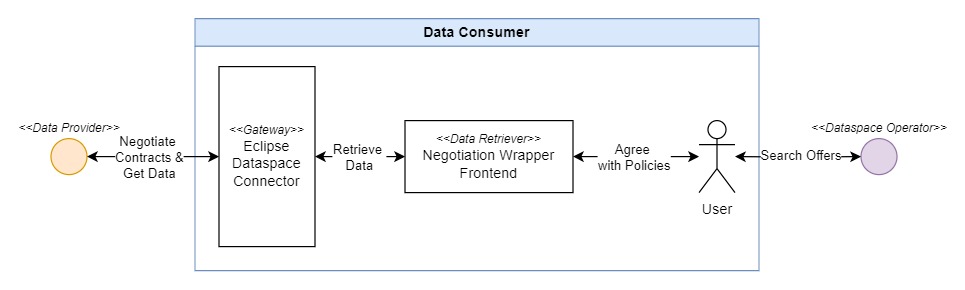 Data Consumer
<<Data Provider>>
Negotiate
Contracts &
Get Data
<<Gateway>>
Eclipse
Dataspace
Connector
Retrieve
Data
<<Data Retriever>>
Negotiation Wrapper
Frontend
Agree
with Policies
User
Search Offers
<<Dataspace Operator>>